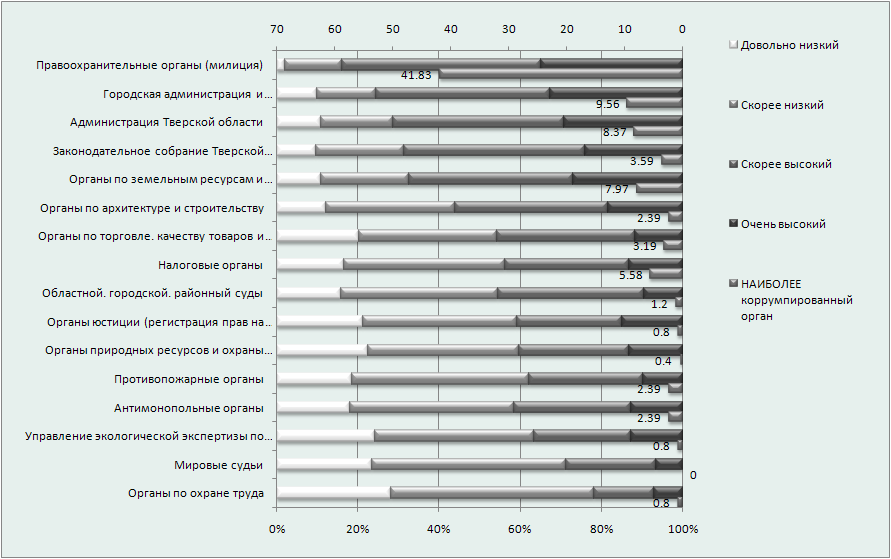 70 60 50 40 30 20 10 0
Правоохранительные органы (милиция)
41.83
Городская администрация и...
9.56
Администрация Тверской области
8.37
Законодательное собрание Тверской...
3.59
Органы по земельным ресурсам и...
7.97
Органы по архитектуре и строительству
2.39
Органы по торговле. качеству товаров и...
3.19
Налоговые органы
5.58
Областной. городской. районный суды
1.2
Органы юстиции (регистрация прав на...
0.8
Органы природных ресурсов и охраны...
0.4
Противопожарные органы
2.39
Антимонопольные органы
2.39
Управление экологической экспертизы по...
0.8
Мировые судьи
0
Органы по охране труда
0.8
0% 20% 40% 60% 80% 100%
Довольно низкий
Скорее низкий
Скорее высокий
Очень высокий
НАИБОЛЕЕ
коррумпированный
орган